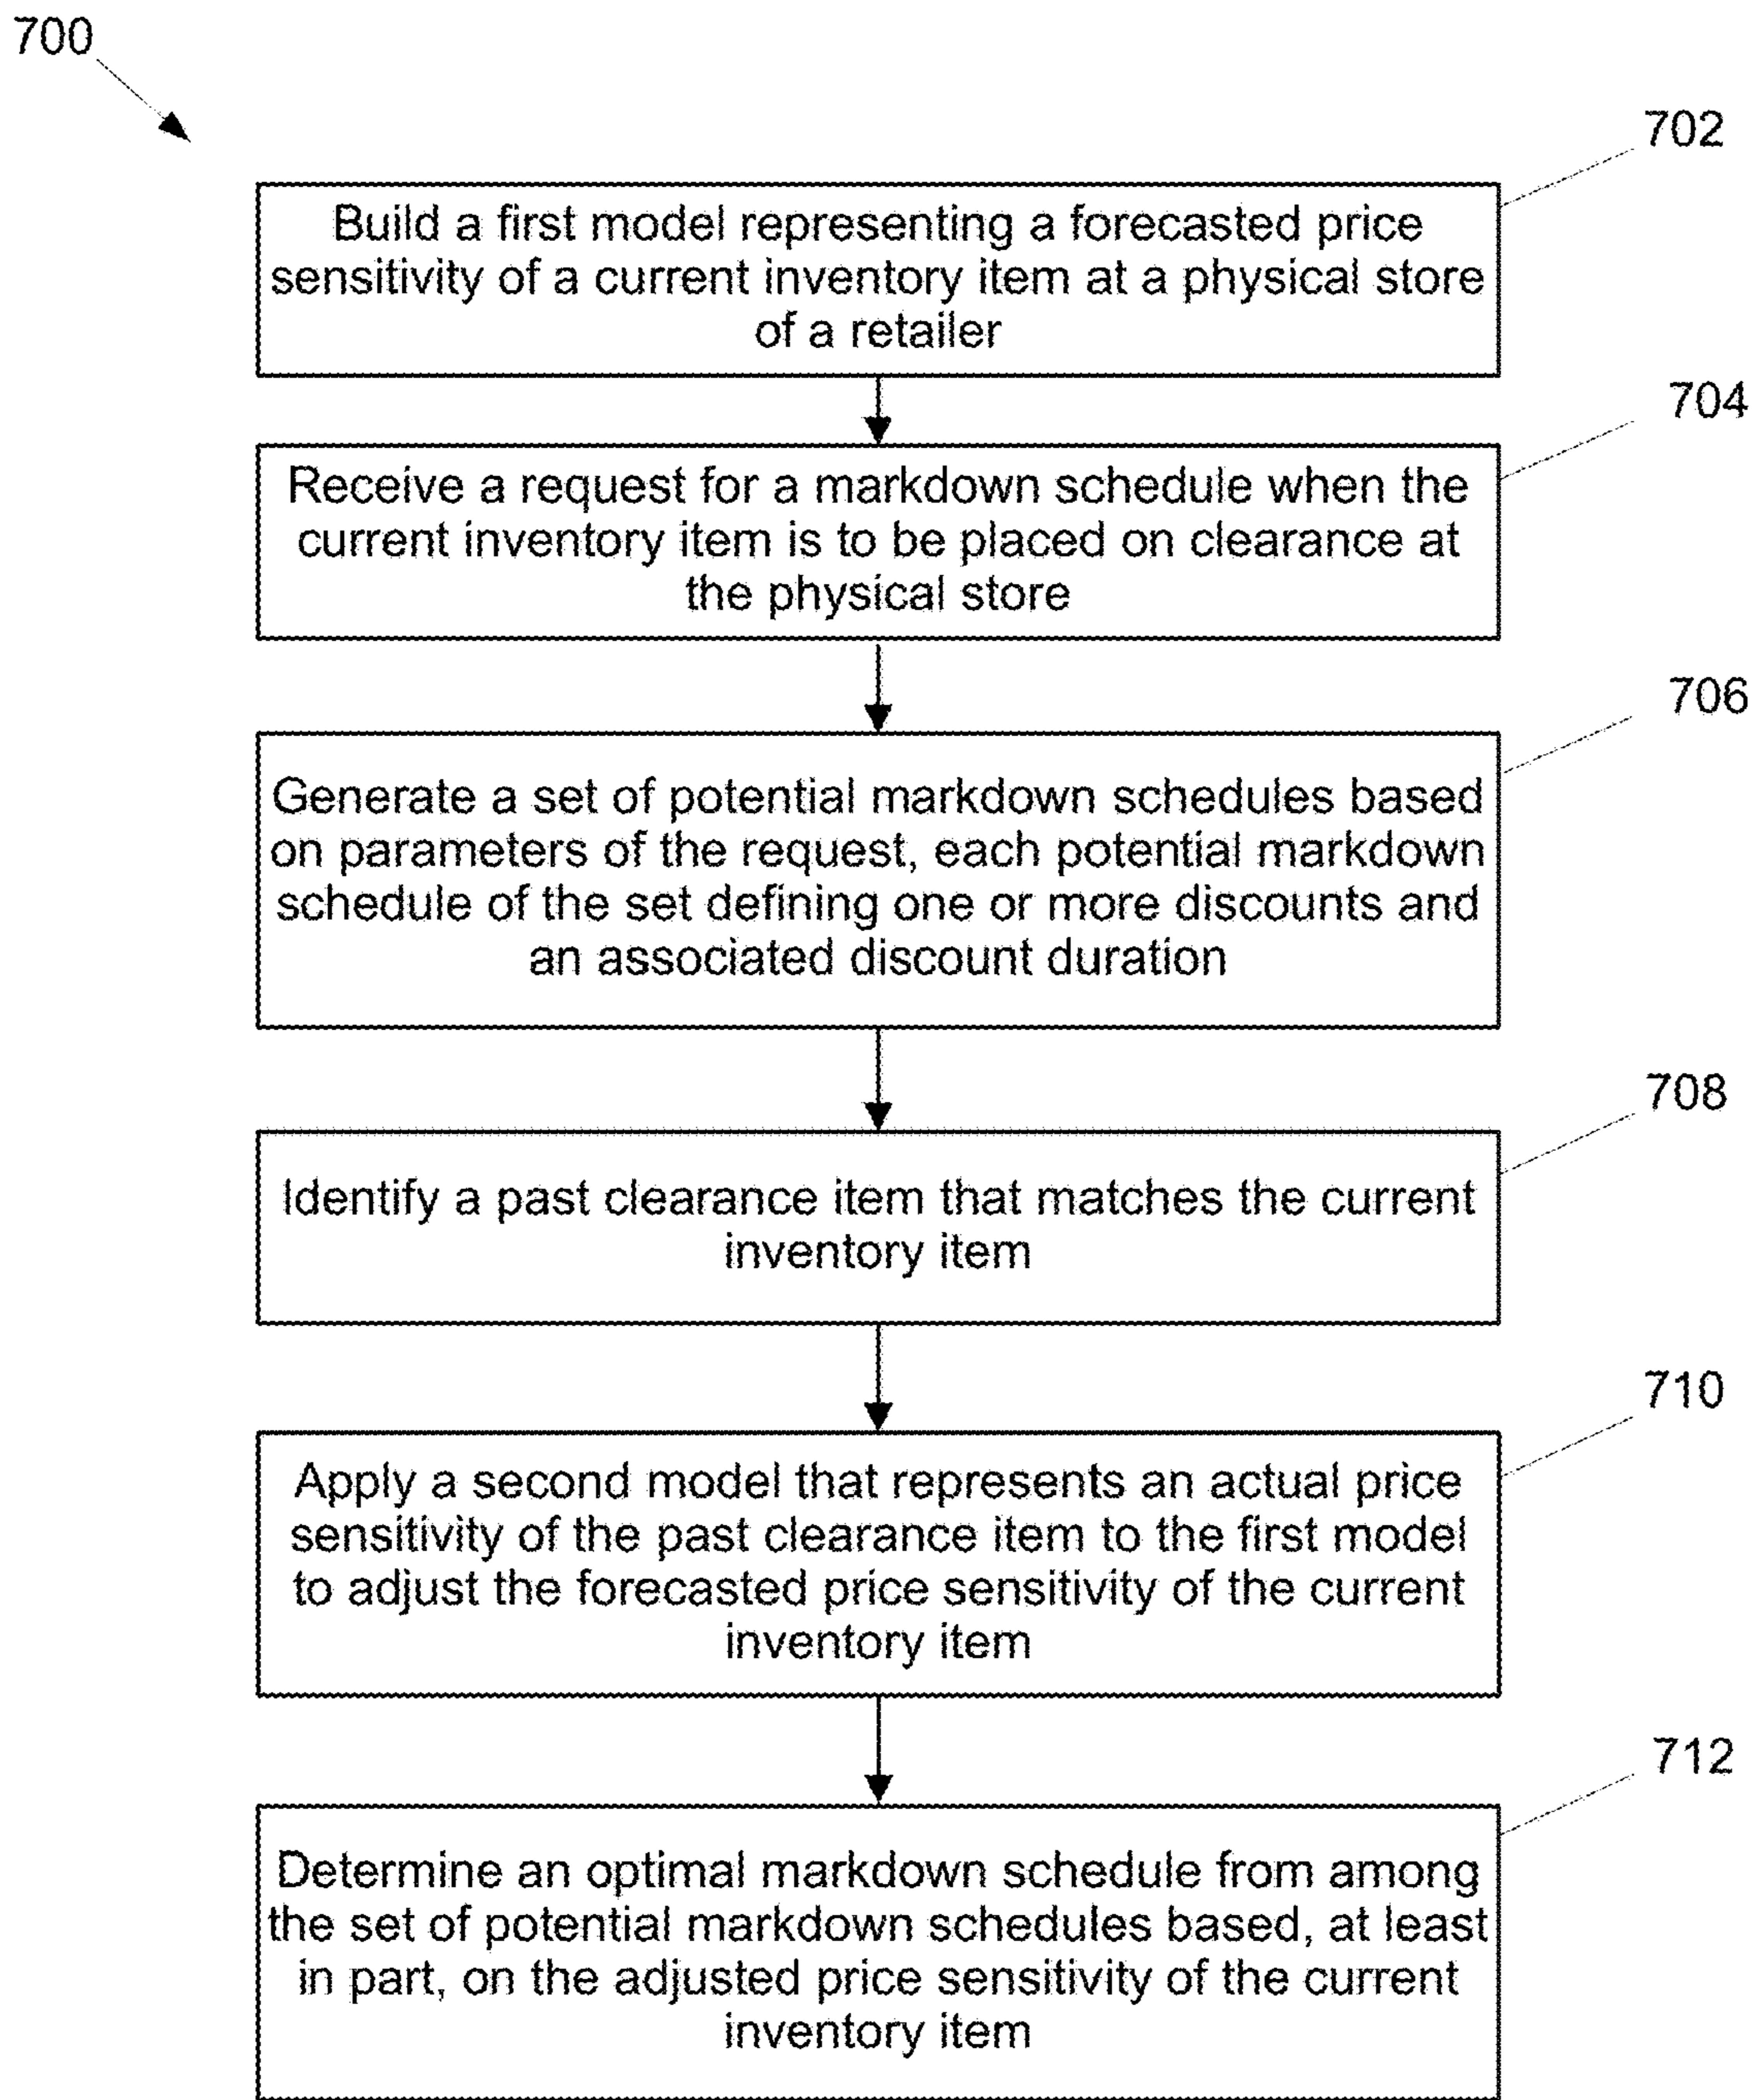 700
702
Build a first model representing a forecasted price
sensitivity of a current inventory item at a physical store
of a retailer
704
Receive a request for a markdown schedule when the
current inventory item is to be placed on clearance at
the physical store
706
Generate a set of potential markdown schedules based
on parameters of the request, each potential markdown
schedule of the set defining one or more discounts and
an associated discount duration
708
Identify a past clearance item that matches the current
inventory item
710
Apply a second model that represents an actual price
sensitivity of the past clearance item to the first model
to adjust the forecasted price sensitivity of the current
inventory item
712
Determine an optimal markdown schedule from among
the set of potential markdown schedules based, at least
in part, on the adjusted price sensitivity of the current
inventory item